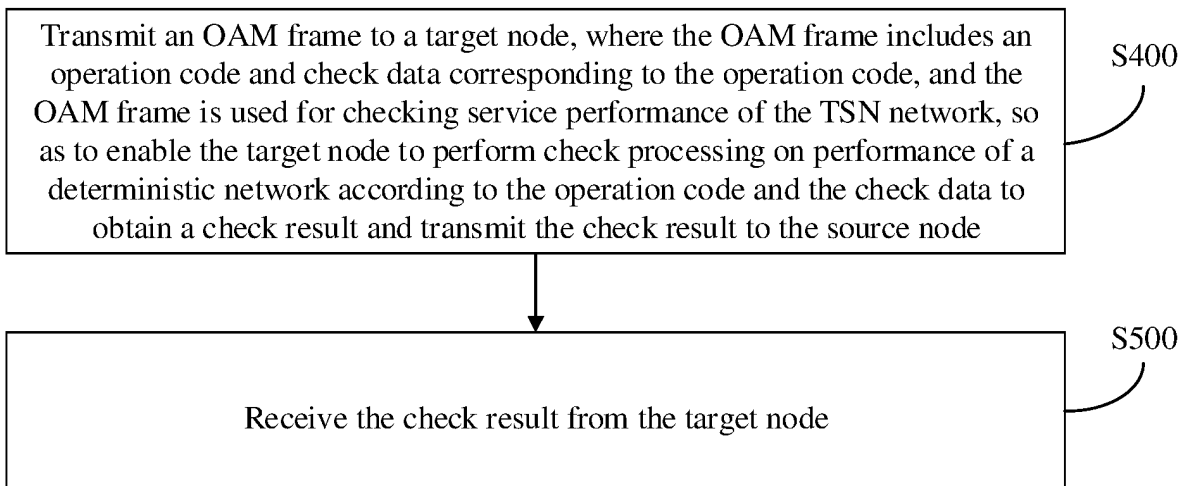 Transmit an OAM frame to a target node, where the OAM frame includes an
operation code and check data corresponding to the operation code, and the
OAM frame is used for checking service performance of the TSN network, so
as to enable the target node to perform check processing on performance of a
deterministic network according to the operation code and the check data to
obtain a check result and transmit the check result to the source node
S400
Receive the check result from the target node
S500